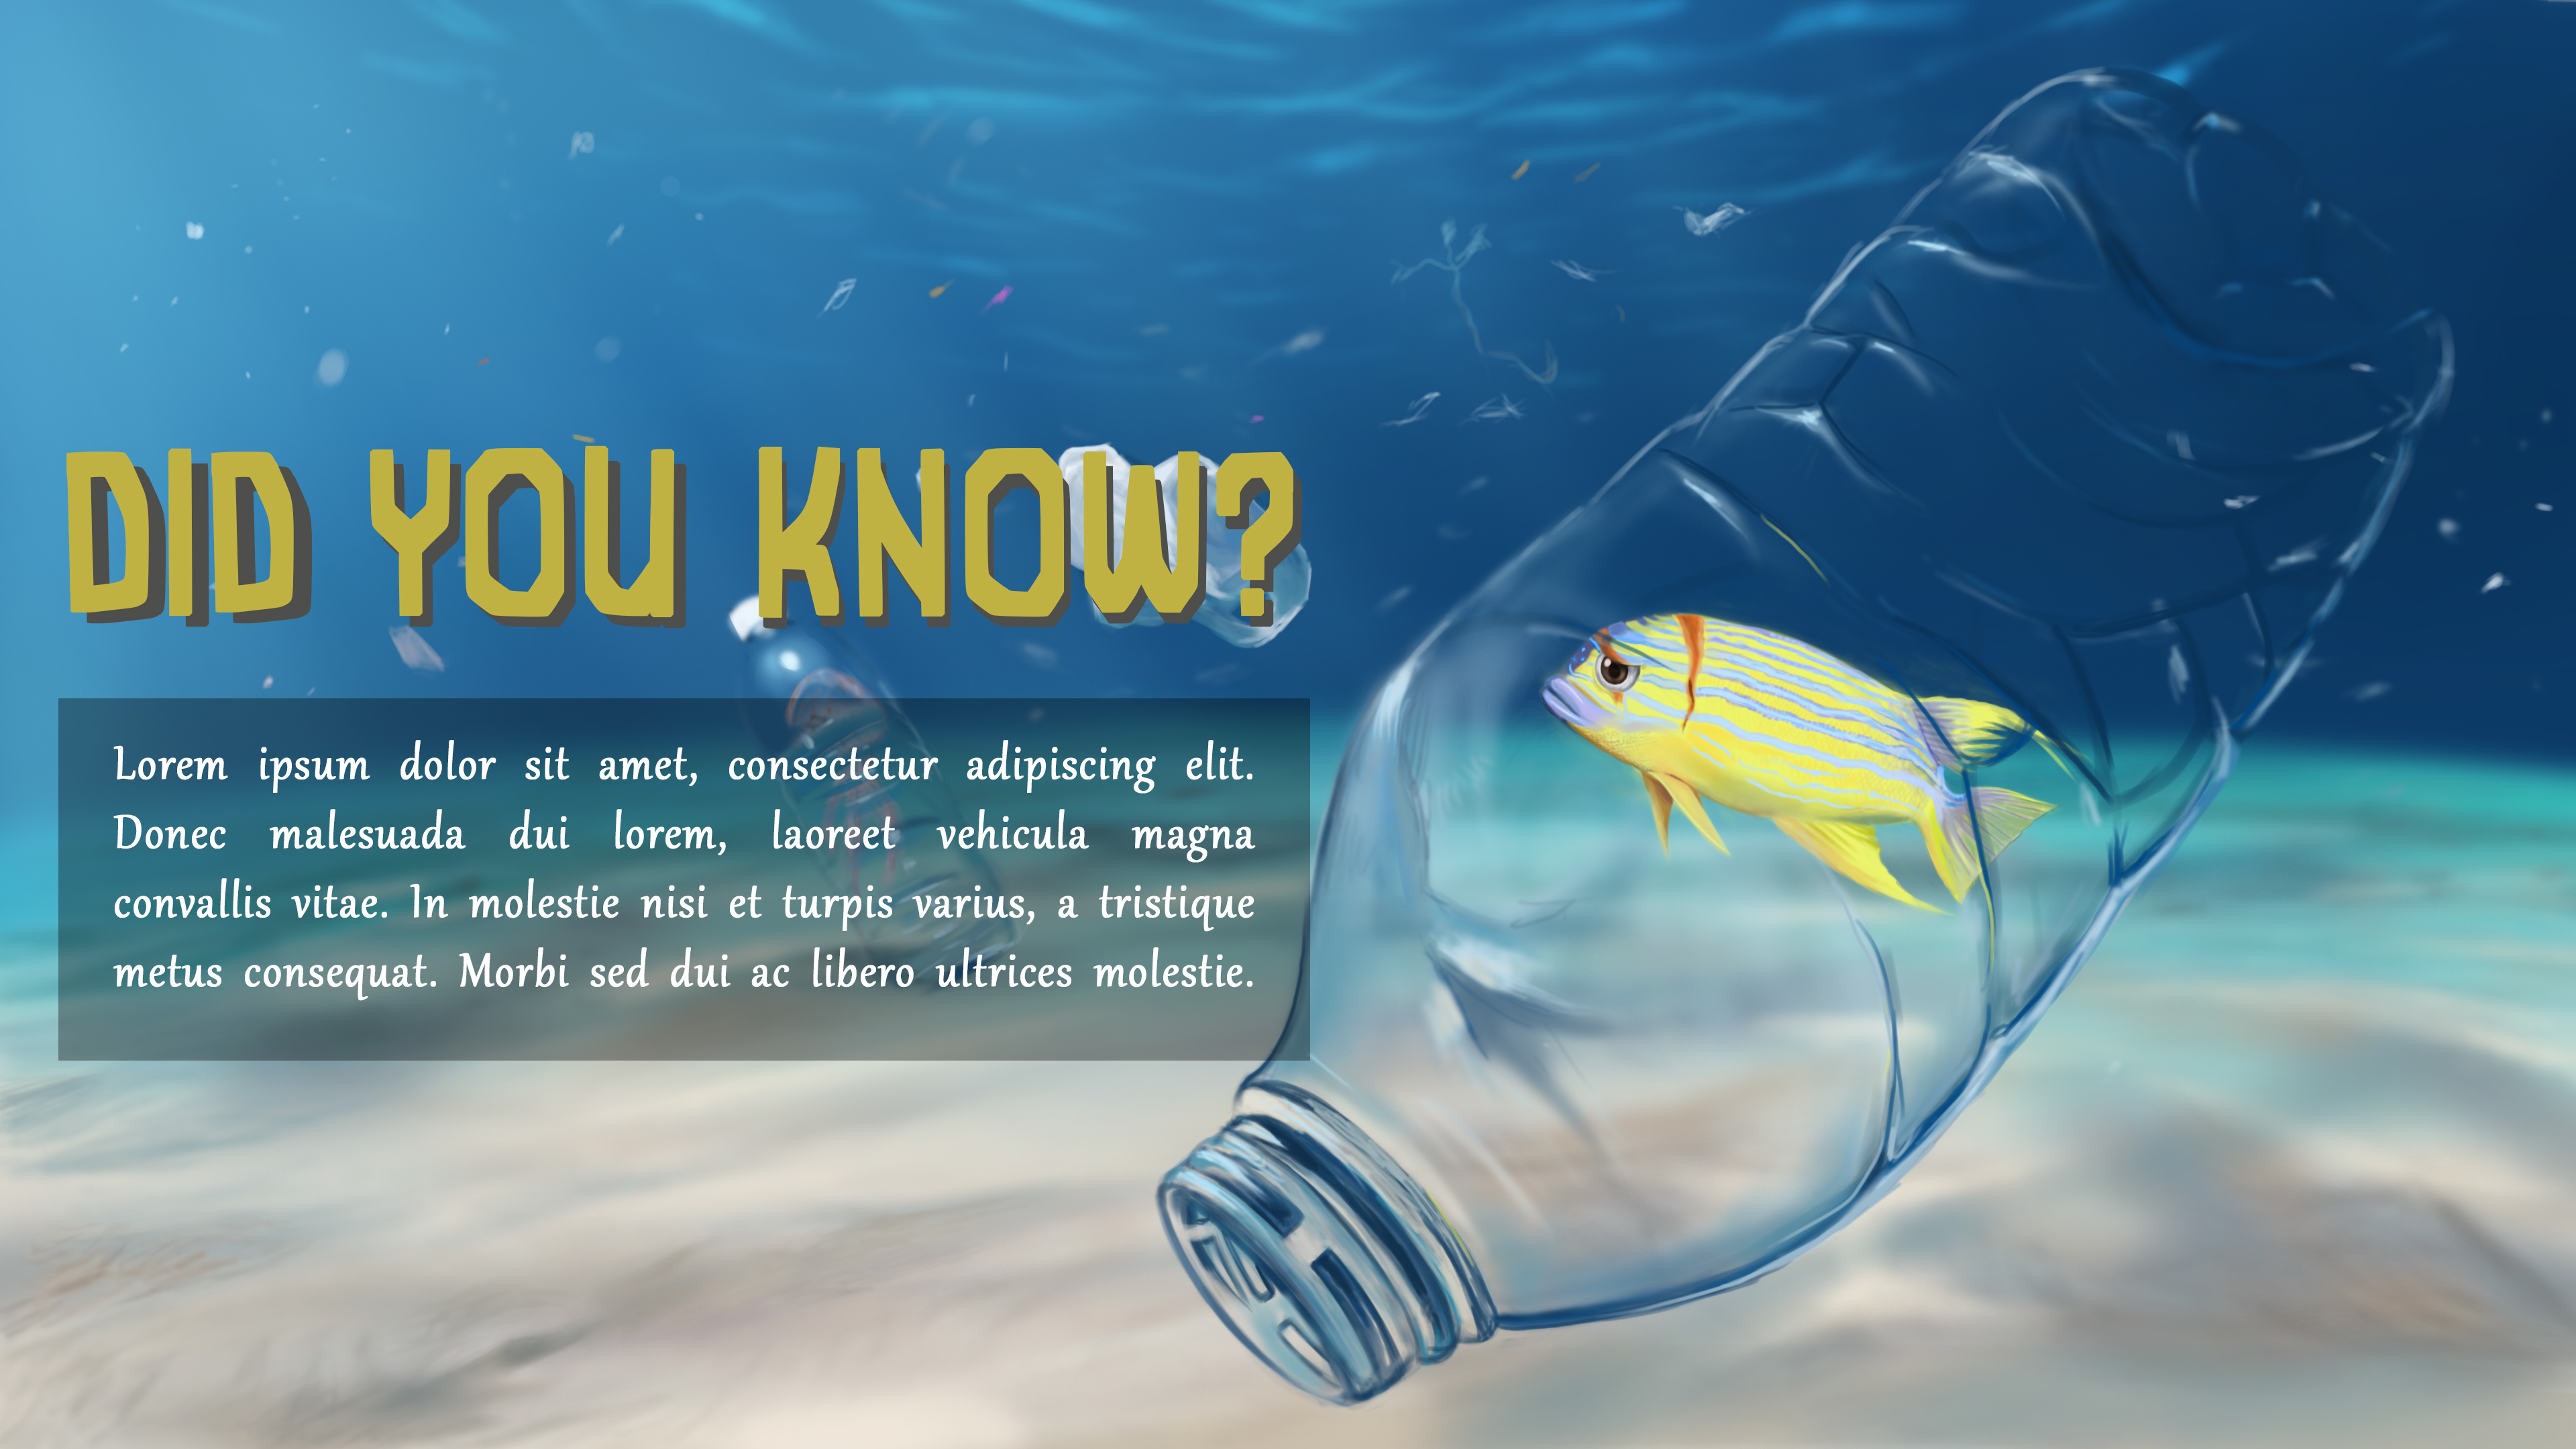 DID YOU KNOW?
Lorem ipsum dolor sit amet, consectetur adipiscing elit.
Donec malesuada dui lorem, laoreet vehicula magna
convallis vitae. In molestie nisi et turpis varius, a tristique
metus consequat. Morbi sed dui ac libero ultrices molestie.